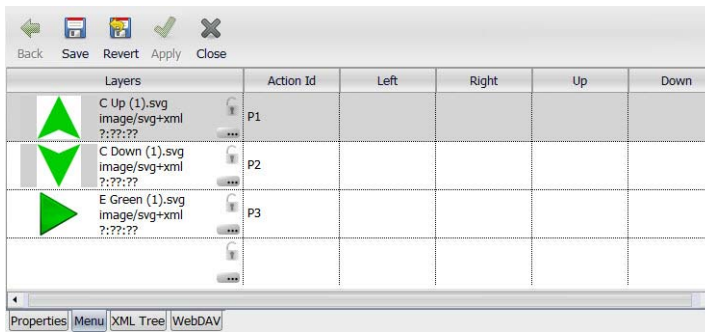 Back Save Revert Apply Close
Layers Action Id Left Right Up Down
C Up (1).svg
image/svg+xml
?:??:??
P1
C Down (1).svg
image/svg+xml
?:??:??
P2
E Green (1).svg
image/svg+xml
?:??:??
P3
Properties Menu XML Tree WebDAV